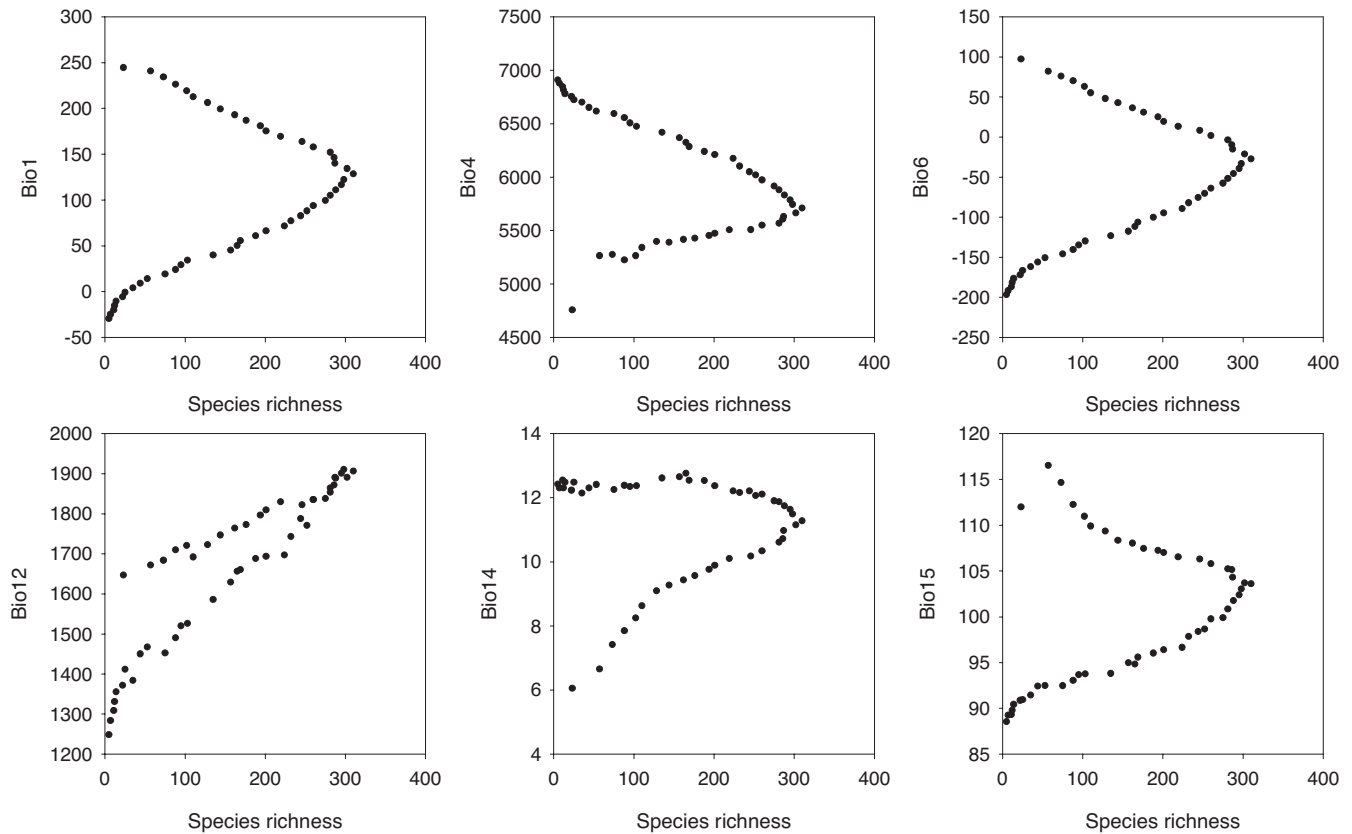 300
250
200
150
100
50
0
-50
Bio1
0 100 200 300 400
Species richness
7500
7000
6500
6000
5500
5000
4500
Bio4
0 100 200 300 400
Species richness
150
100
50
0
-50
-100
-150
-200
-250
Bio6
0 100 200 300 400
Species richness
2000
1900
1800
1700
1600
1500
1400
1300
1200
Bio12
0 100 200 300 400
Species richness
14
12
10
8
6
4
Bio14
0 100 200 300 400
Species richness
120
115
110
105
100
95
90
85
Bio15
0 100 200 300 400
Species richness